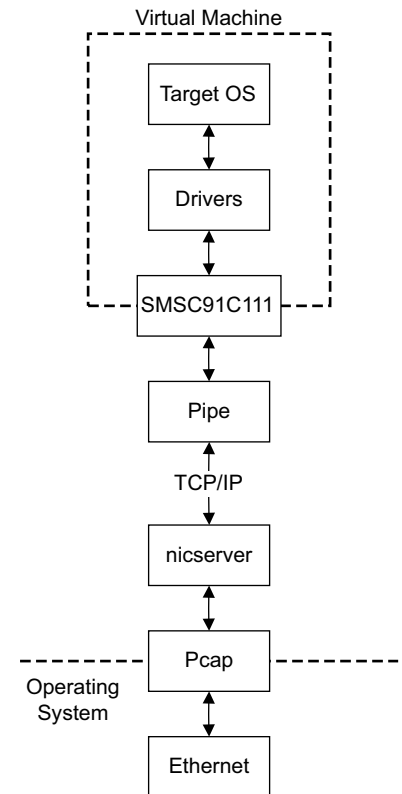 Virtual Machine
Target OS
Drivers
SMSC91C111
Pipe
TCP/IP
nicserver
Pcap
Operating
System
Ethernet